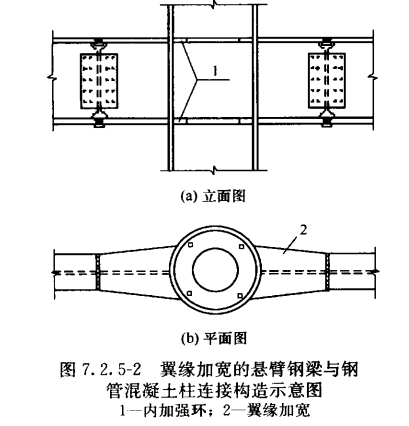 1
(a) 立面图
2
(b) 平面图
图 7.2.5-2 翼缘加宽的悬臂钢梁与钢
管混凝土柱连接构造示意图
1—内加强环；2—翼缘加宽